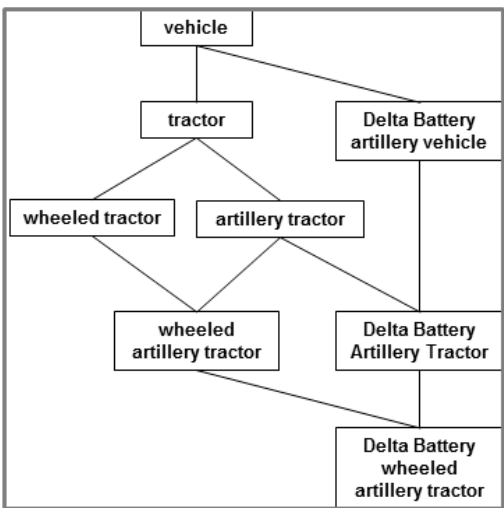 vehicle
tractor
Delta Battery
artillery vehicle
wheeled tractor
artillery tractor
wheeled
artillery tractor
Delta Battery
Artillery Tractor
Delta Battery
wheeled
artillery tractor